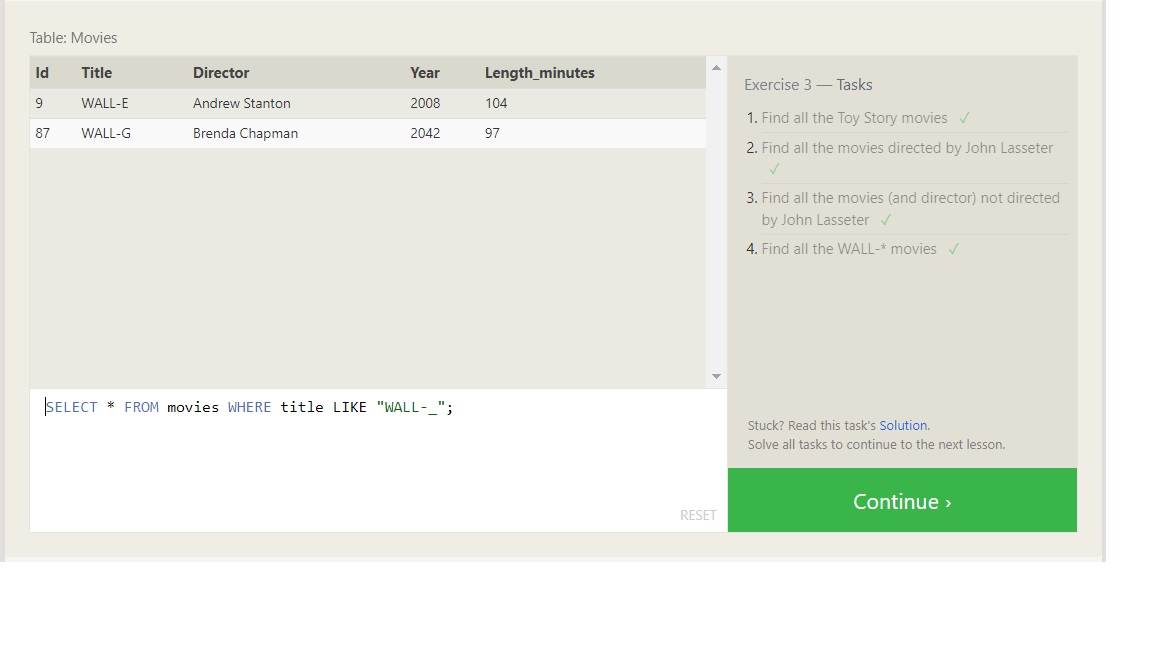 Table: Movies
Id Title Director Year Length_minutes
9 WALL-E Andrew Stanton 2008 104
87 WALL-G Brenda Chapman 2042 97
SELECT * FROM movies WHERE title LIKE "WALL-_";
RESET
Exercise 3 — Tasks
1. Find all the Toy Story movies ✓
2. Find all the movies directed by John Lasseter
✓
3. Find all the movies (and director) not directed
by John Lasseter ✓
4. Find all the WALL-* movies ✓
Stuck? Read this task's Solution.
Solve all tasks to continue to the next lesson.
Continue ›